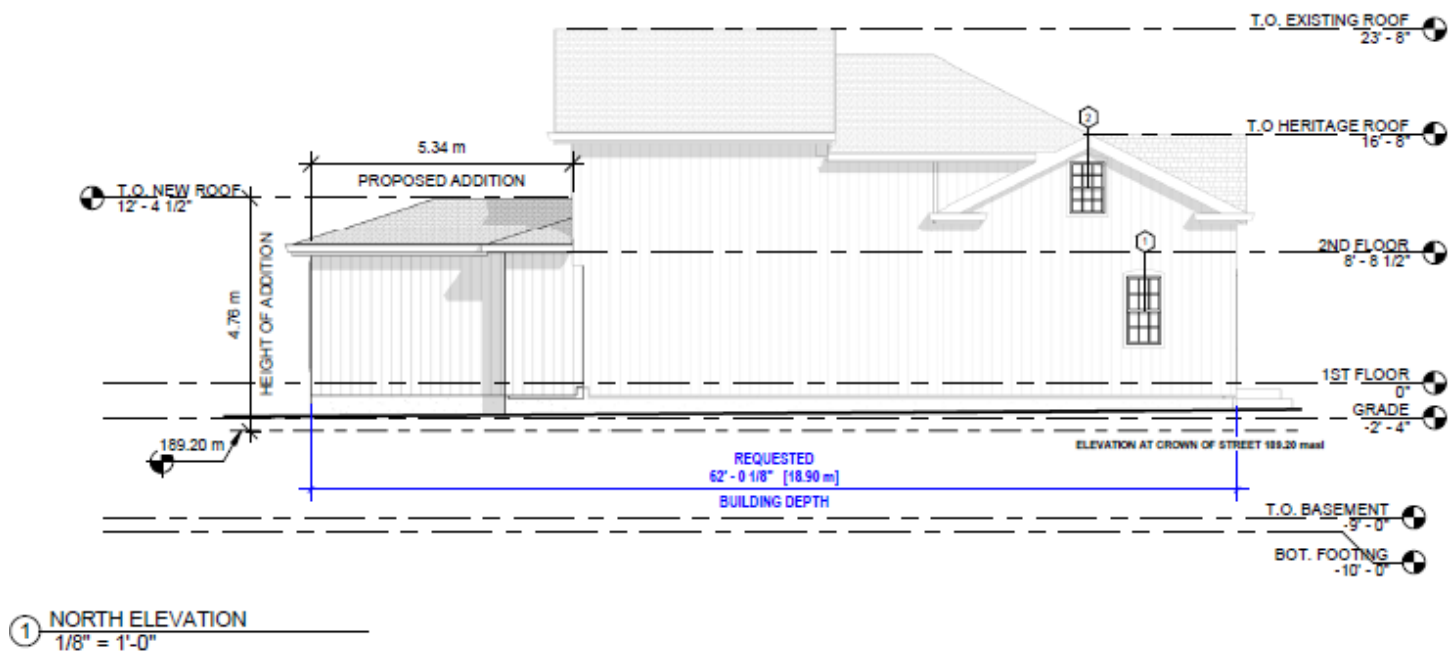 T.O. EXISTING ROOF
23' - 8"
2
T.O HERITAGE ROOF
16' - 8"
5.34 m
PROPOSED ADDITION
T.O. NEW ROOF
12' - 4 1/2"
1
2ND FLOOR
8' - 8 1/2"
4.76 m
HEIGHT OF ADDITION
1ST FLOOR
0"
GRADE
-2' - 4"
189.20 m
ELEVATION AT CROWN OF STREET 189.20 masl
REQUESTED
62' - 0 1/8" [18.90 m]
BUILDING DEPTH
T.O. BASEMENT
-9' - 0"
BOT. FOOTING
-10' - 0"
1 NORTH ELEVATION
1/8" = 1'-0"